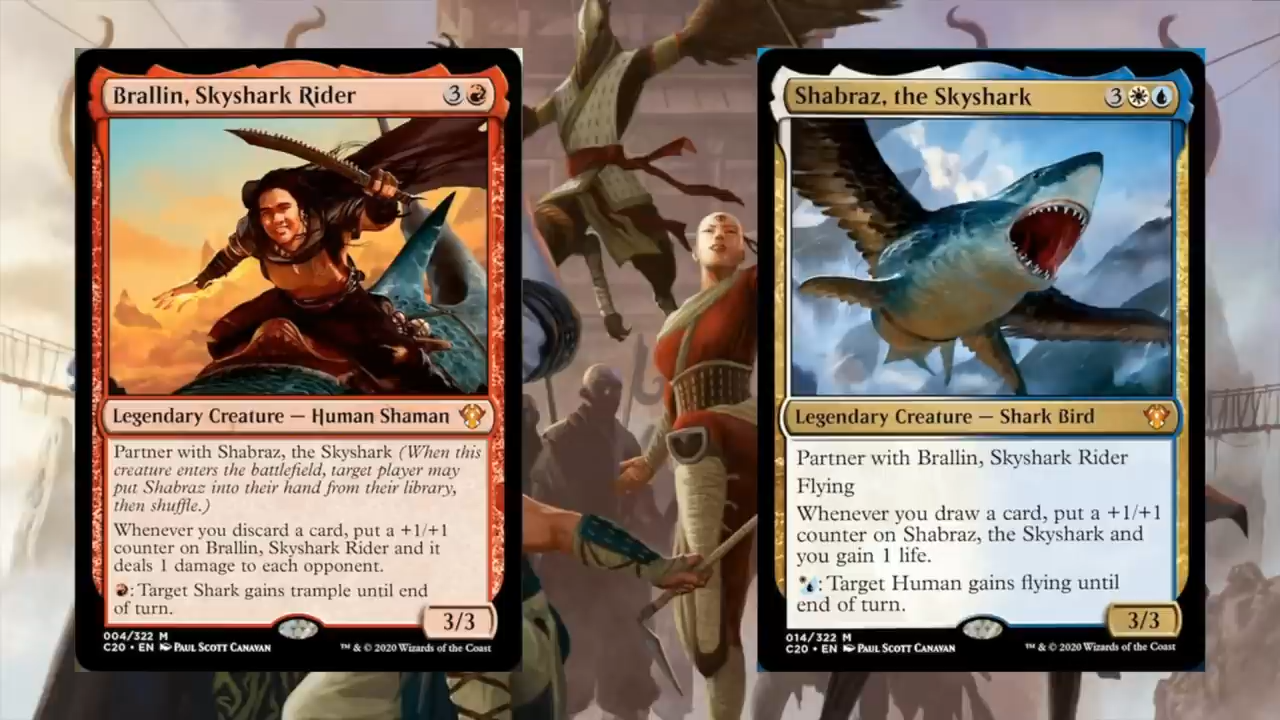 Brallin, Skyshark Rider 3
Legendary Creature — Human Shaman
Partner with Shabraz, the Skyshark (When this
creature enters the battlefield, target player may
put Shabraz into their hand from their library,
then shuffle.)
Whenever you discard a card, put a +1/+1
counter on Brallin, Skyshark Rider and it
deals 1 damage to each opponent.
: Target Shark gains trample until end
of turn.
3/3
004/322 M
C20 • EN PAUL SCOTT CANAVAN ™ & © 2020 Wizards of the Coast
Shabraz, the Skyshark 3
Legendary Creature — Shark Bird
Partner with Brallin, Skyshark Rider
Flying
Whenever you draw a card, put a +1/+1
counter on Shabraz, the Skyshark and
you gain 1 life.
: Target Human gains flying until
end of turn.
3/3
014/322 M
C20 • EN PAUL SCOTT CANAVAN ™ & © 2020 Wizards of the Coast